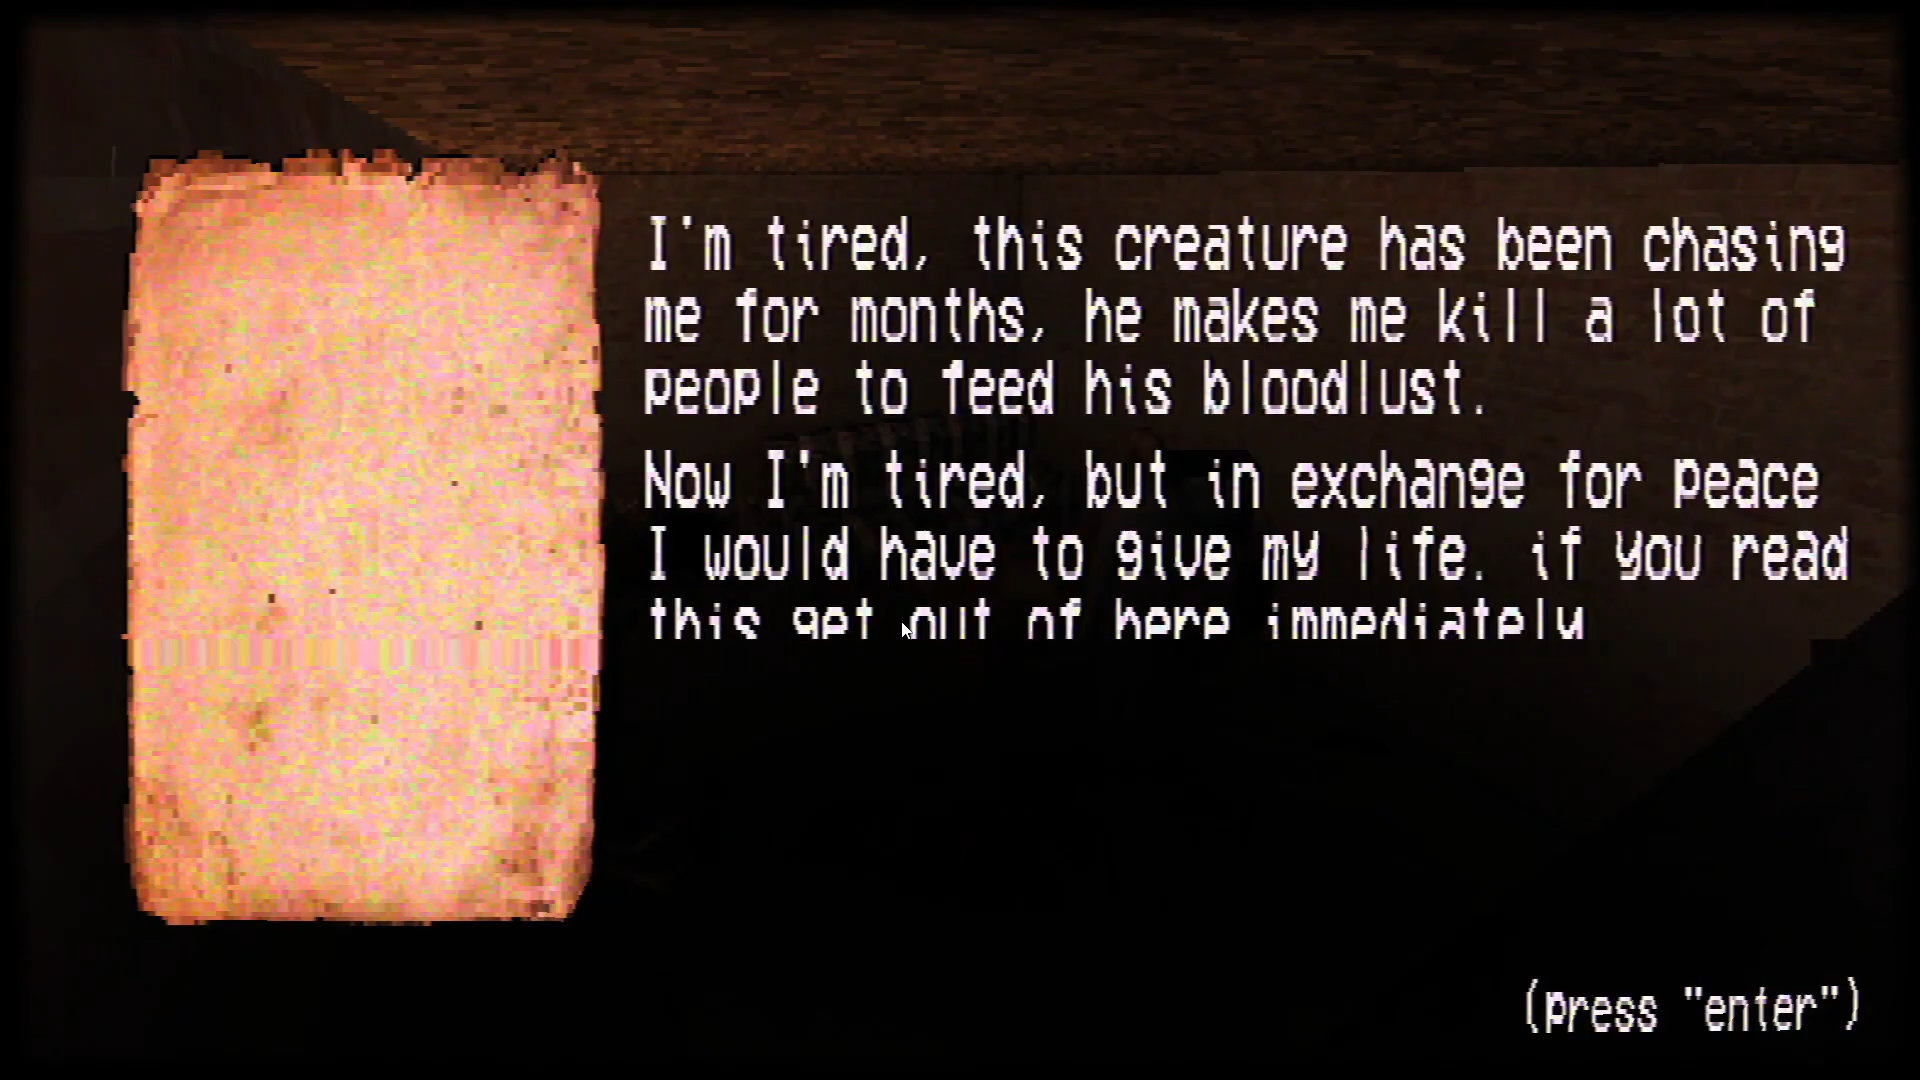 I'm tired, this creature has been chasing
me for months, he makes me kill a lot of
people to feed his bloodlust.
Now I'm tired, but in exchange for peace
I would have to give my life. if you read
this get out of here immediately
(press "enter")